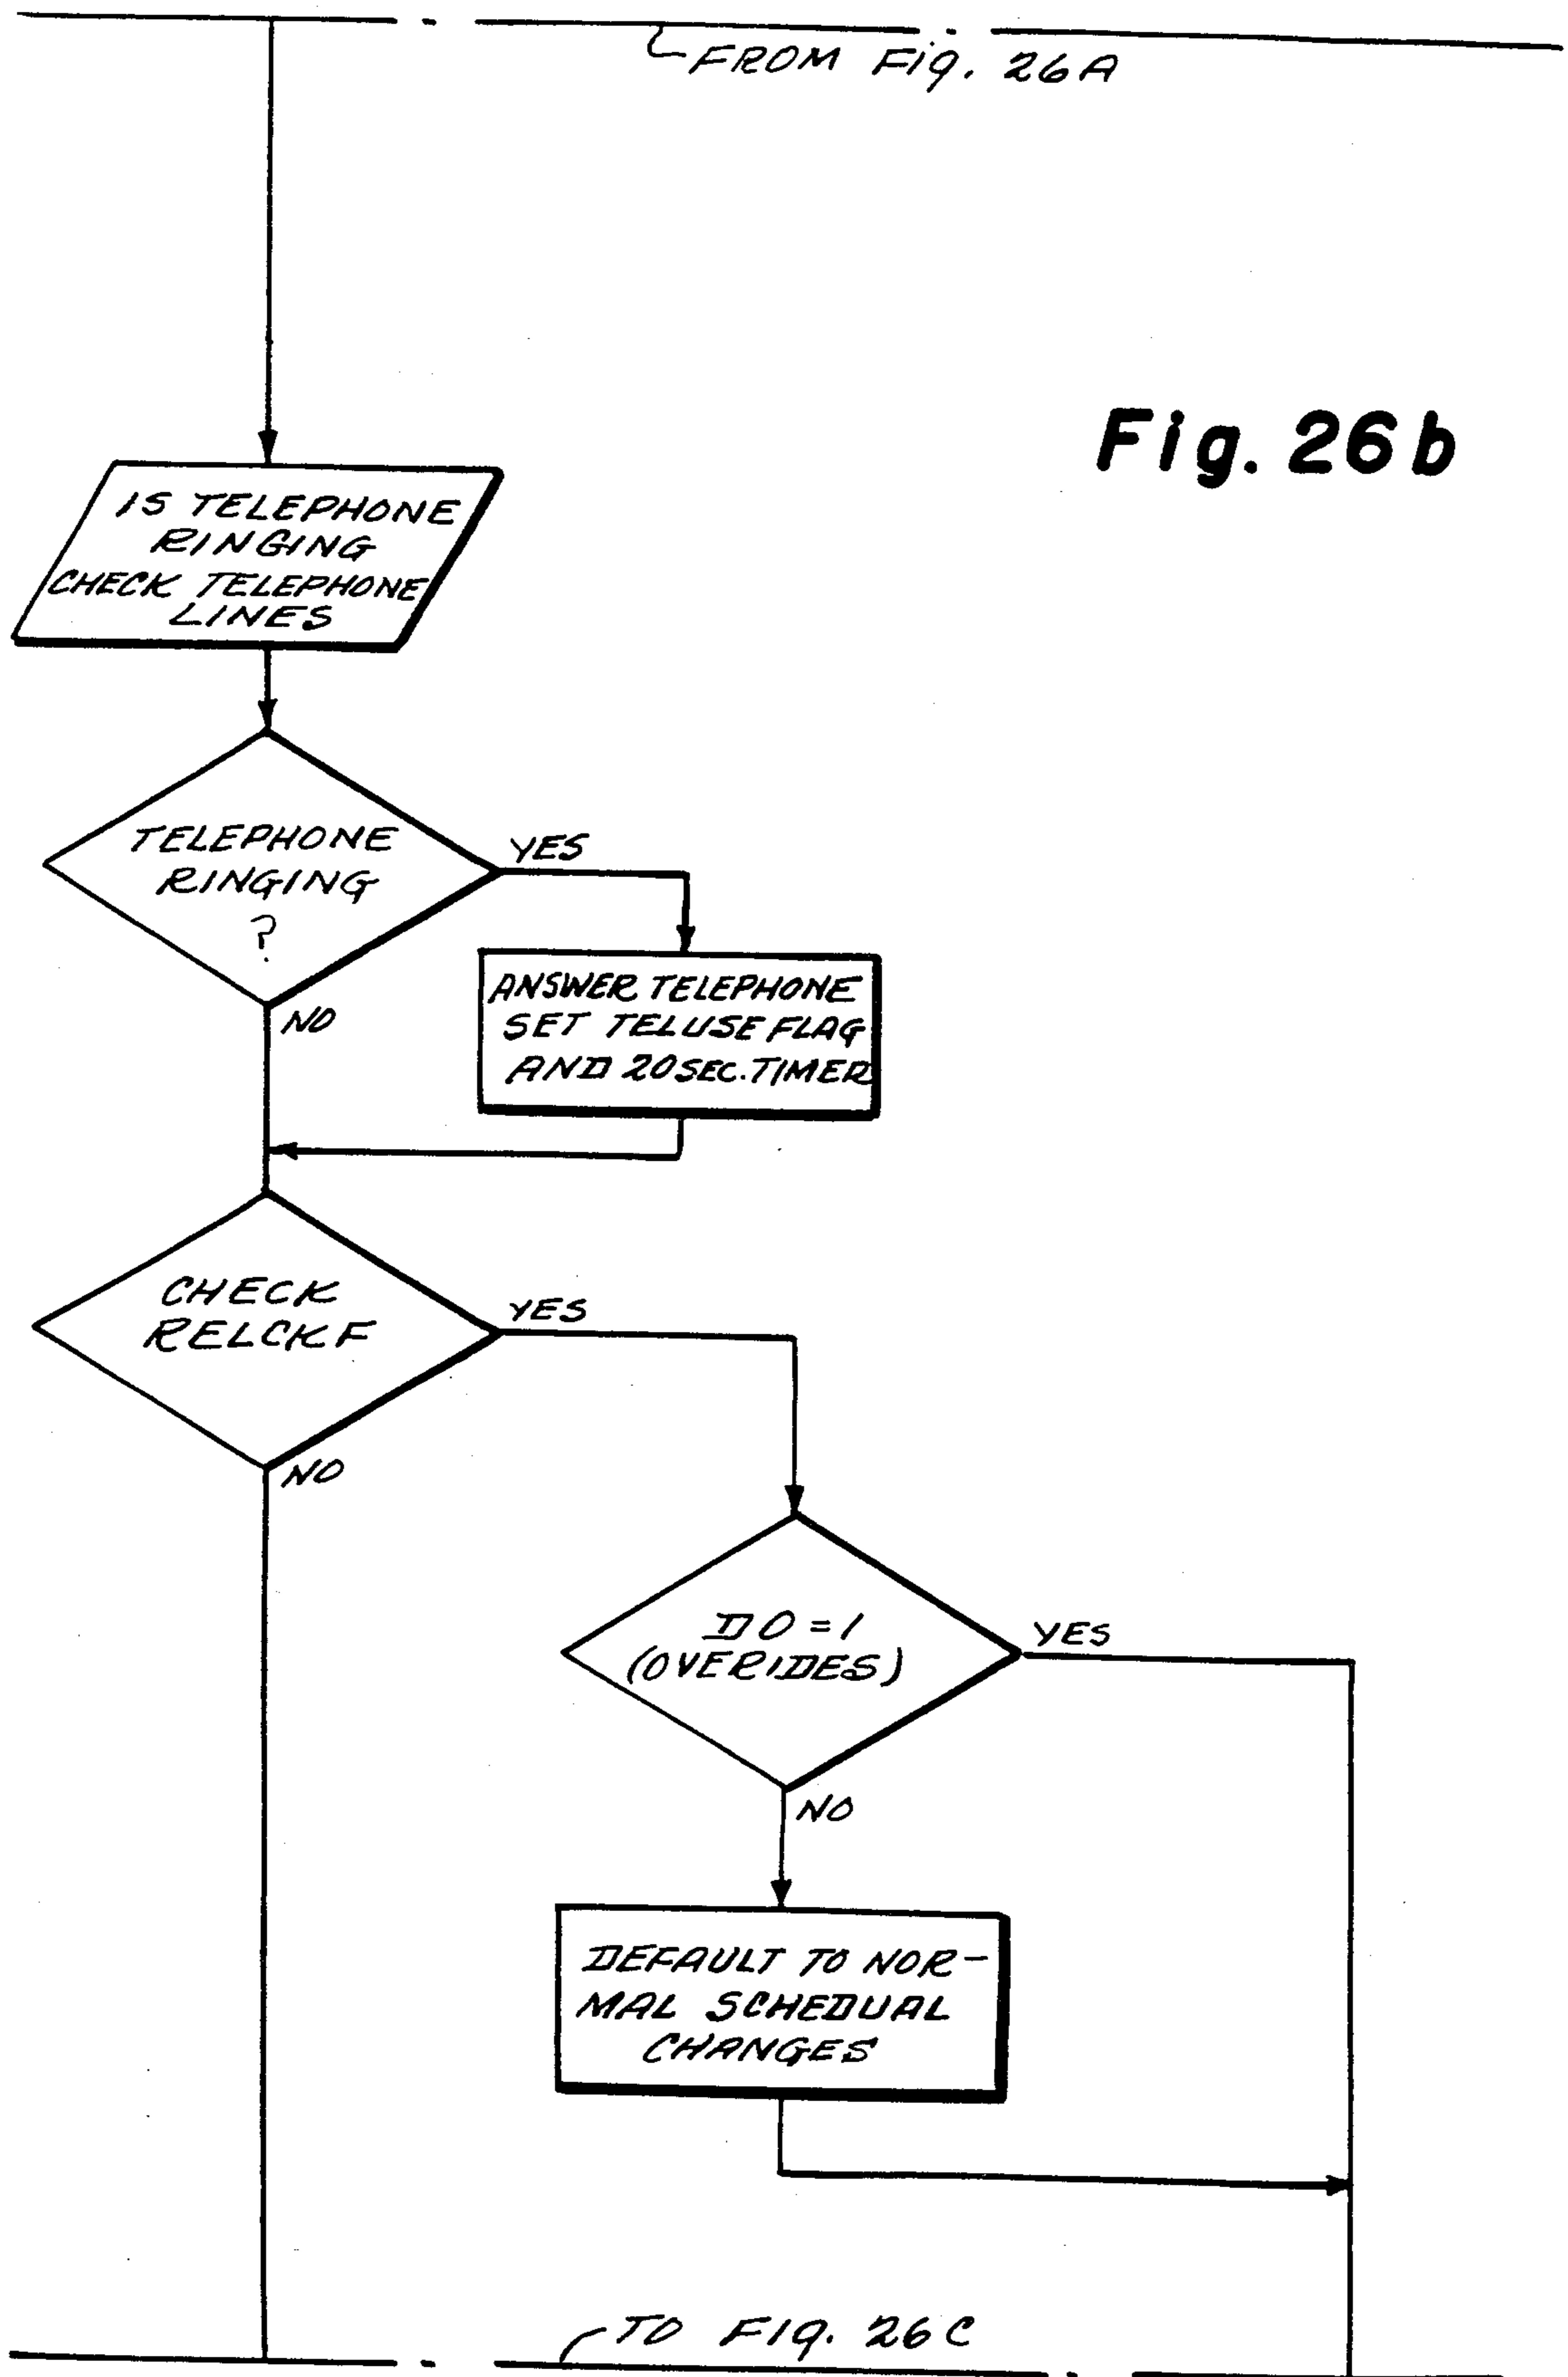 FROM Fig. 26A
Fig. 26b
IS TELEPHONE
RINGING
CHECK TELEPHONE
LINES
TELEPHONE
RINGING
?
YES
NO
ANSWER TELEPHONE
SET TELUSE FLAG
AND 20 SEC. TIMER
CHECK
RELCKF
YES
NO
DO = 1
(OVERIDES)
YES
NO
DEFAULT TO NOR-
MAL SCHEDUAL
CHANGES
TO FIG. 26C